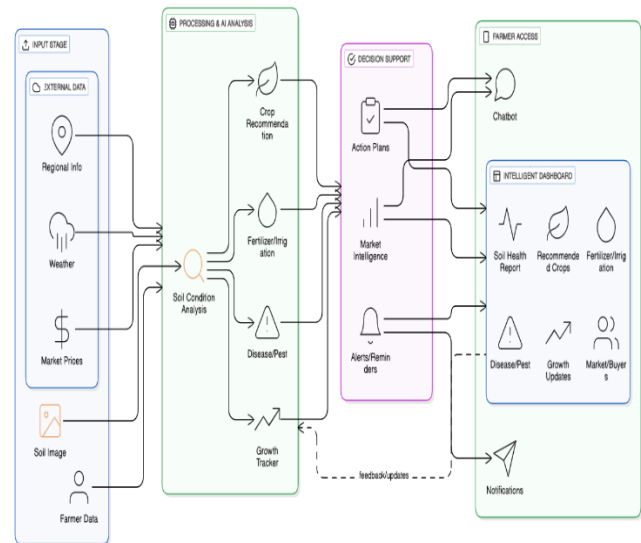 INPUT STAGE
EXTERNAL DATA
Regional Info
Weather
Market Prices
Soil Image
Farmer Data
PROCESSING & AI ANALYSIS
Soil Condition
Analysis
Crop
Recommenda
tion
Fertilizer/Irrig
ation
Disease/Pest
Growth
Tracker
DECISION SUPPORT
Action Plans
Market
Intelligence
Alerts/Remin
ders
feedback/updates
FARMER ACCESS
Chatbot
INTELLIGENT DASHBOARD
Soil Health
Report
Recommende
d Crops
Fertilizer/Irri
gation
Disease/Pest
Growth
Updates
Market/Buyer
s
Notifications